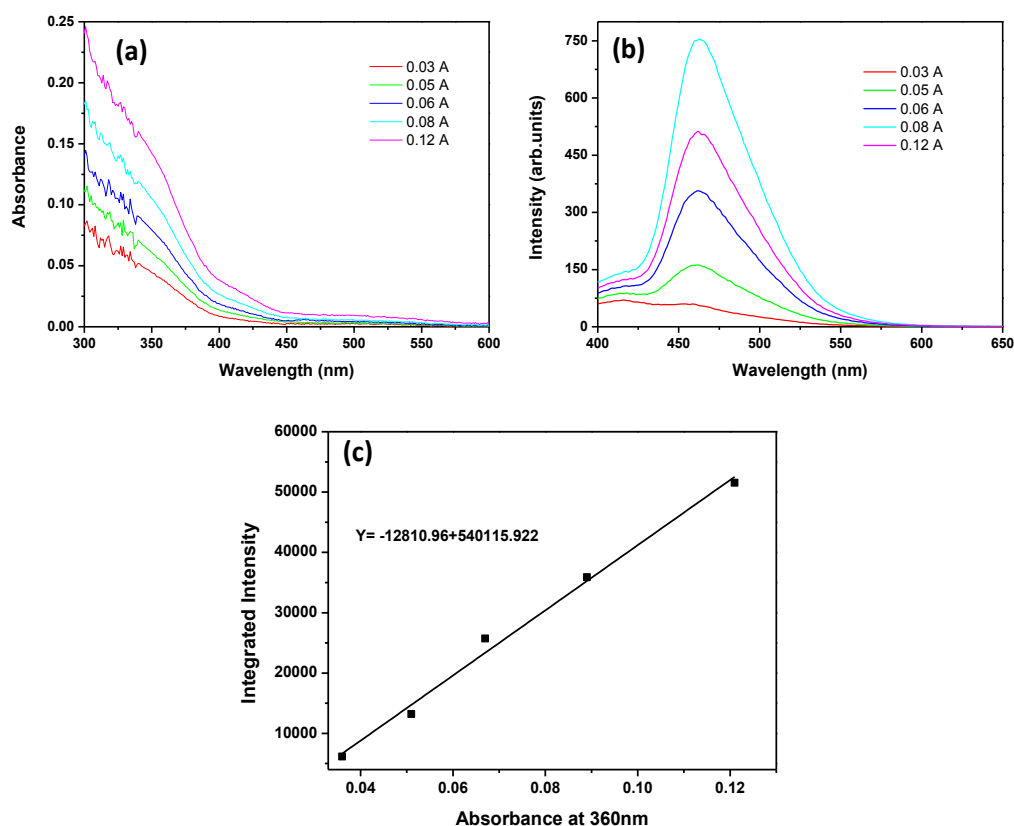 (a)
0.03 A
0.05 A
0.06 A
0.08 A
0.12 A
0.25
0.20
0.15
0.10
0.05
0.00
Absorbance
300
350
400
450
500
550
600
Wavelength (nm)
(b)
0.03 A
0.05 A
0.06 A
0.08 A
0.12 A
750
600
450
300
150
0
Intensity (arb.units)
400
450
500
550
600
650
Wavelength (nm)
(c)
Y= -12810.96+540115.922
60000
50000
40000
30000
20000
10000
Integrated Intensity
0.04
0.06
0.08
0.10
0.12
Absorbance at 360nm